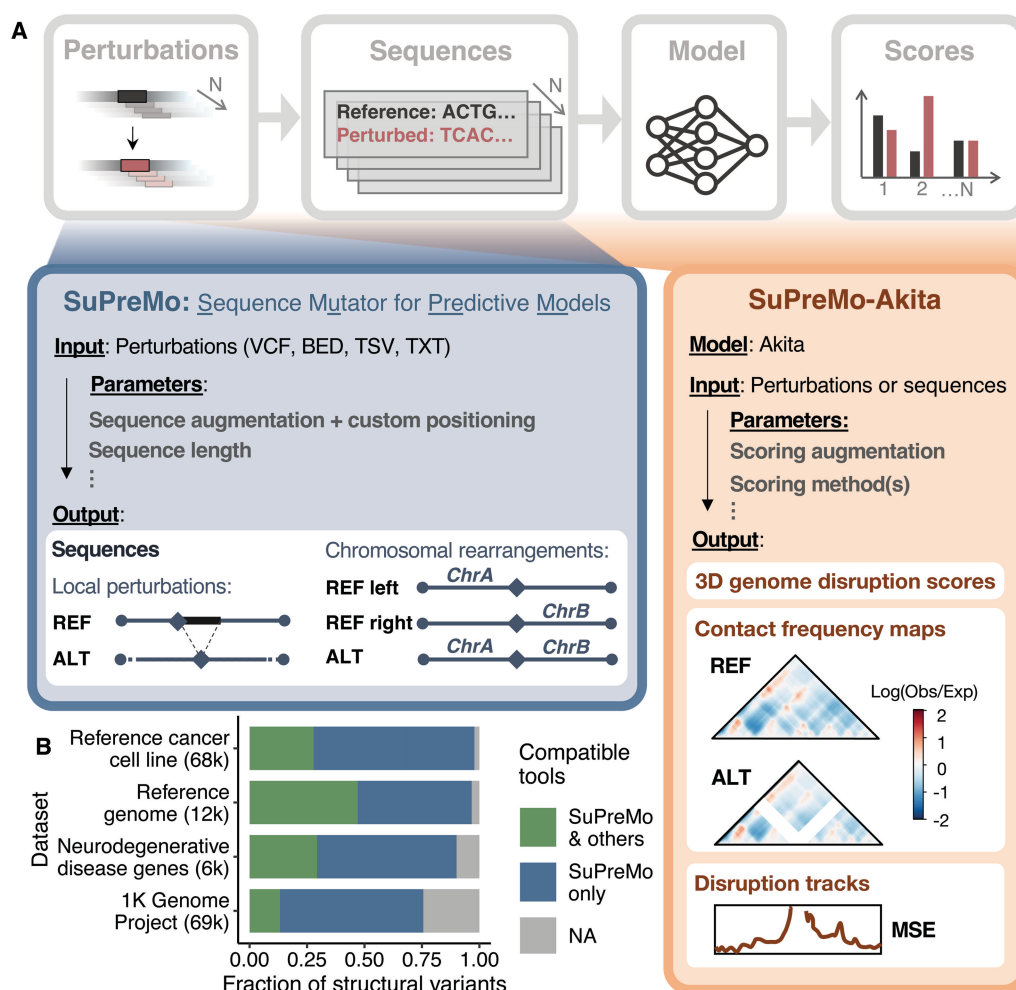 A
Perturbations
N
Sequences
N
Reference: ACTG...
Perturbed: TCAC...
Model
Scores
1 2 ...N
SuPreMo: Sequence Mutator for Predictive Models
Input: Perturbations (VCF, BED, TSV, TXT)
Parameters:
Sequence augmentation + custom positioning
Sequence length
⋮
Output:
Sequences
Local perturbations:
REF
ALT
Chromosomal rearrangements:
REF left ChrA
REF right ChrB
ALT ChrA ChrB
SuPreMo-Akita
Model: Akita
Input: Perturbations or sequences
Parameters:
Scoring augmentation
Scoring method(s)
⋮
Output:
3D genome disruption scores
Contact frequency maps
REF
Log(Obs/Exp)
2
1
0
-1
-2
ALT
Disruption tracks
MSE
B
Dataset
Reference cancer
cell line (68k)
Reference
genome (12k)
Neurodegenerative
disease genes (6k)
1K Genome
Project (69k)
0.00 0.25 0.50 0.75 1.00
Fraction of structural variants
Compatible
tools
SuPreMo
& others
SuPreMo
only
NA